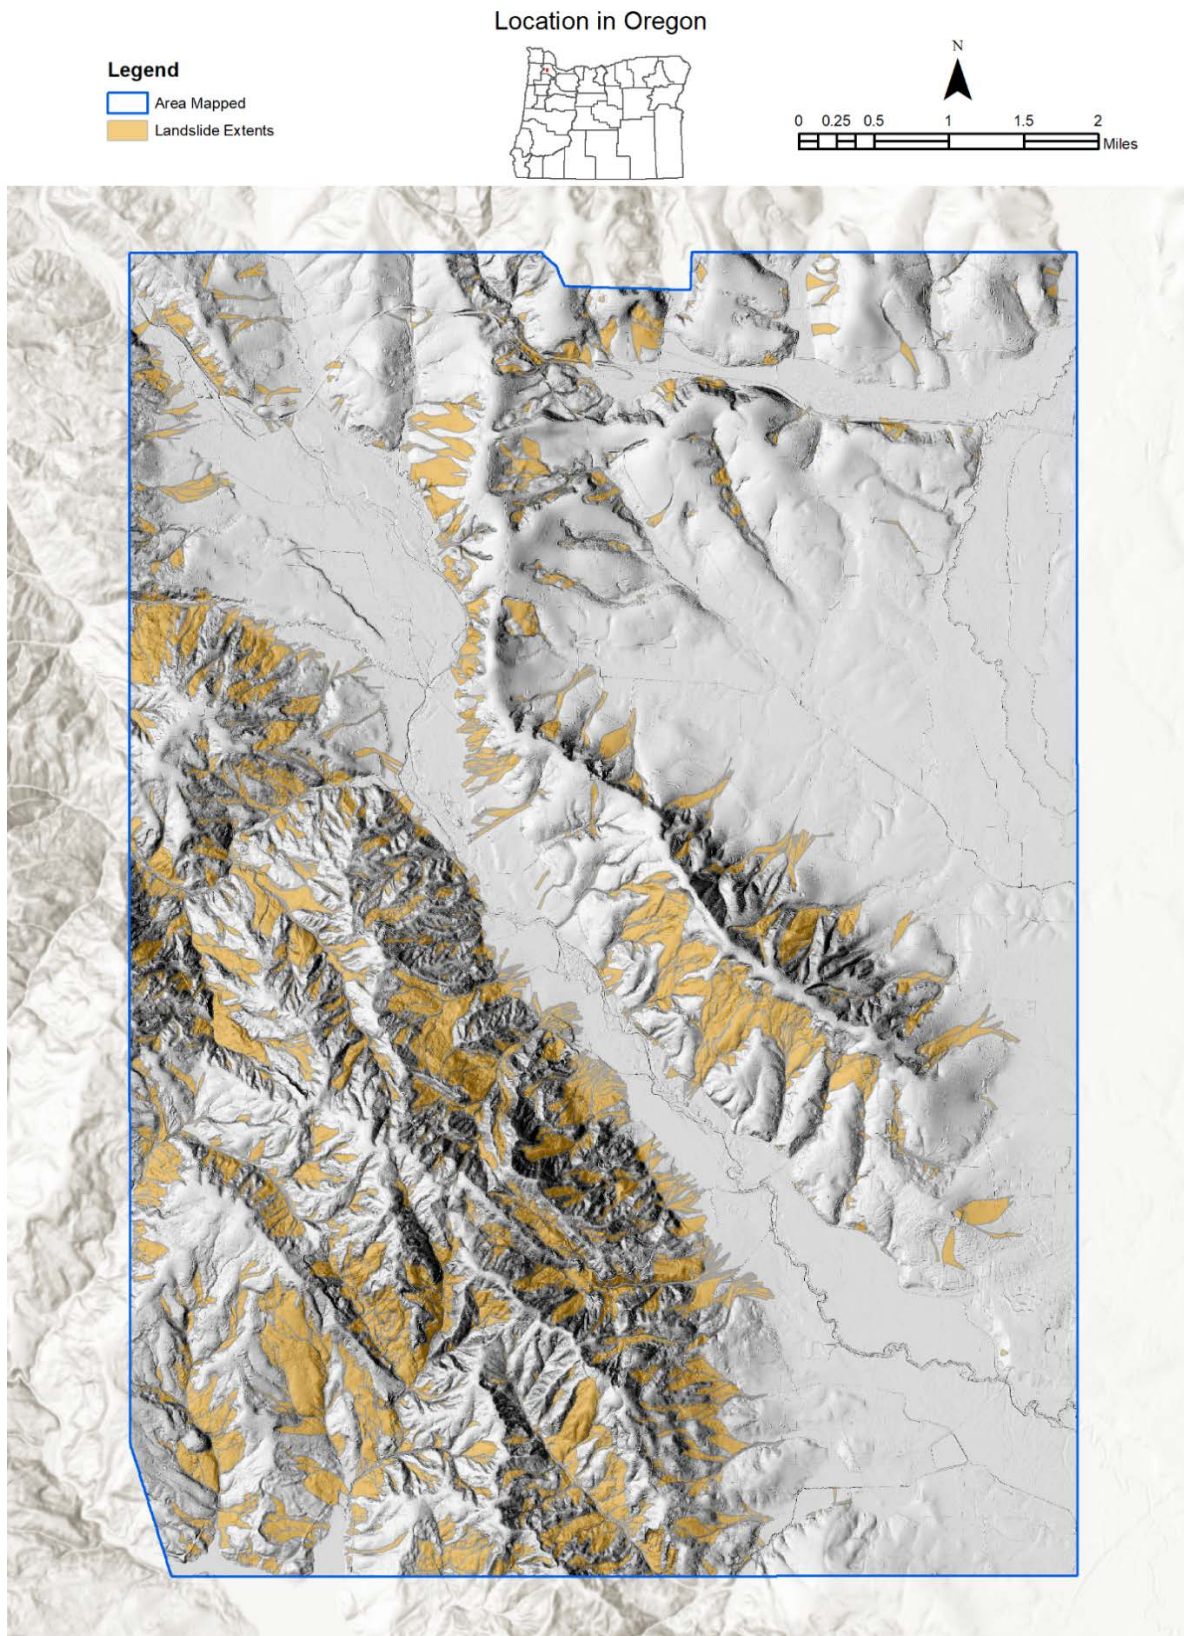 Location in Oregon
Legend
Area Mapped
Landslide Extents
N
0 0.25 0.5 1 1.5 2
Miles